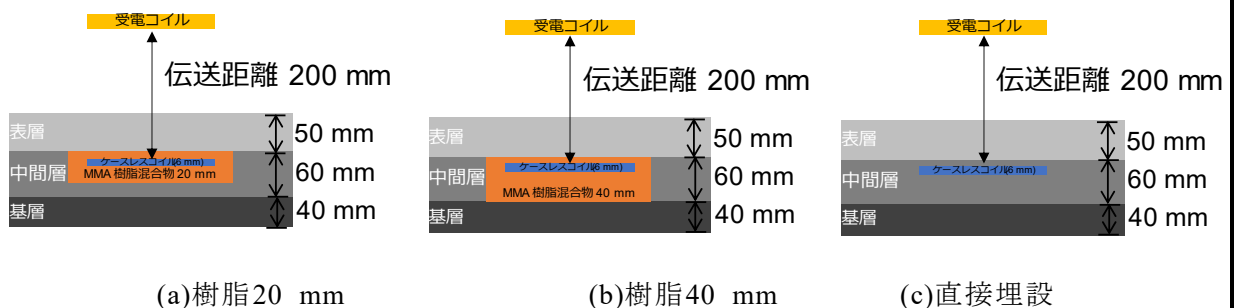 受電コイル
伝送距離 200 mm
表層
50 mm
ケースレスコイル(6 mm)
中間層
MMA 樹脂混合物 20 mm
60 mm
基層
40 mm
(a)樹脂20 mm
受電コイル
伝送距離 200 mm
表層
50 mm
ケースレスコイル(6 mm)
中間層
60 mm
MMA 樹脂混合物 40 mm
基層
40 mm
(b)樹脂40 mm
受電コイル
伝送距離 200 mm
表層
50 mm
ケースレスコイル(6 mm)
中間層
60 mm
基層
40 mm
(c)直接埋設